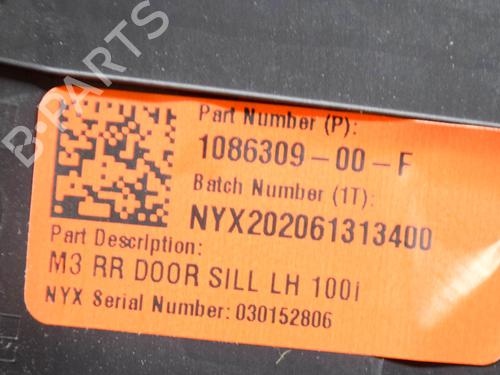 B-PARTS
Part Number (P):
1086309-00-F
Batch Number (1T):
NYX202061313400
Part Description:
M3 RR DOOR SILL LH 100i
NYX Serial Number: 030152806